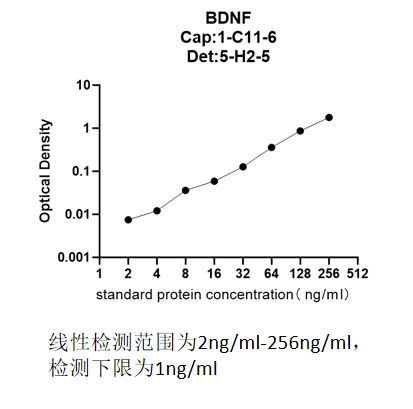 BDNF
Cap:1-C11-6
Det:5-H2-5
Optical Density
10
1
0.1
0.01
0.001
1 2 4 8 16 32 64 128 256 512
standard protein concentration( ng/ml)
线性检测范围为2ng/ml-256ng/ml，
检测下限为1ng/ml